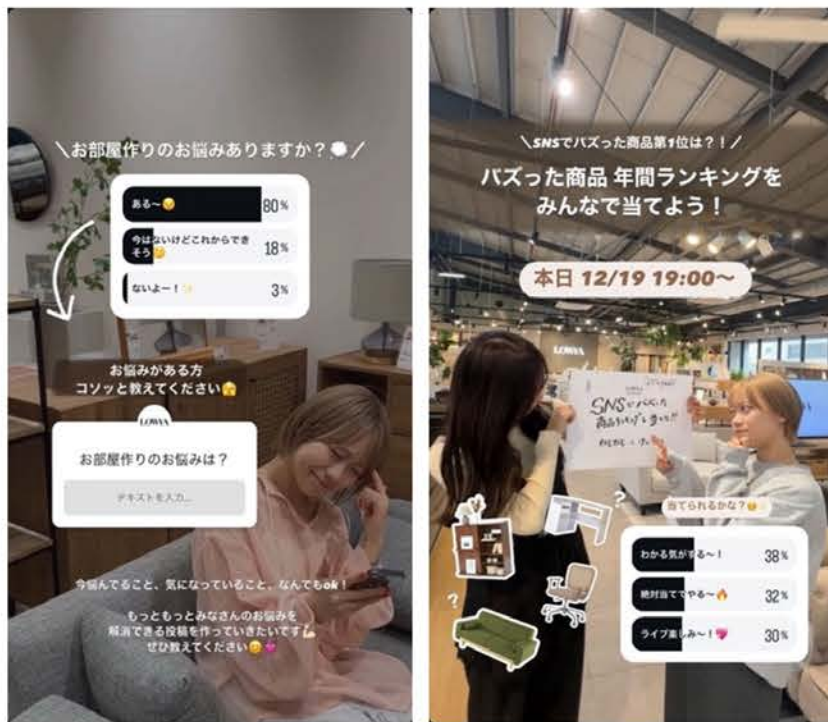 ＼お部屋作りのお悩みありますか？💭／
ある〜🥺
80%
今はないけどこれからでき
そう🤔
18%
ないよー！✨
3%
お悩みがある方
コソッと教えてください🫣
LOWYA
お部屋作りのお悩みは？
テキストを入力...
今悩んでること、気になっていること、なんでもok！
もっともっとみなさんのお悩みを
解消できる投稿を作っていきたいです💪🏻
ぜひ教えてください😊💕
＼SNSでバズった商品第1位は？！／
バズった商品 年間ランキングを
みんなで当てよう！
本日 12/19 19:00〜
LOWYA
SNSでバズった
商品ランキングを当てろ!!
?
当てられるかな？
わかる気がする〜！
38%
絶対当ててやる〜🔥
32%
ライブ楽しみ〜！💖
30%
?